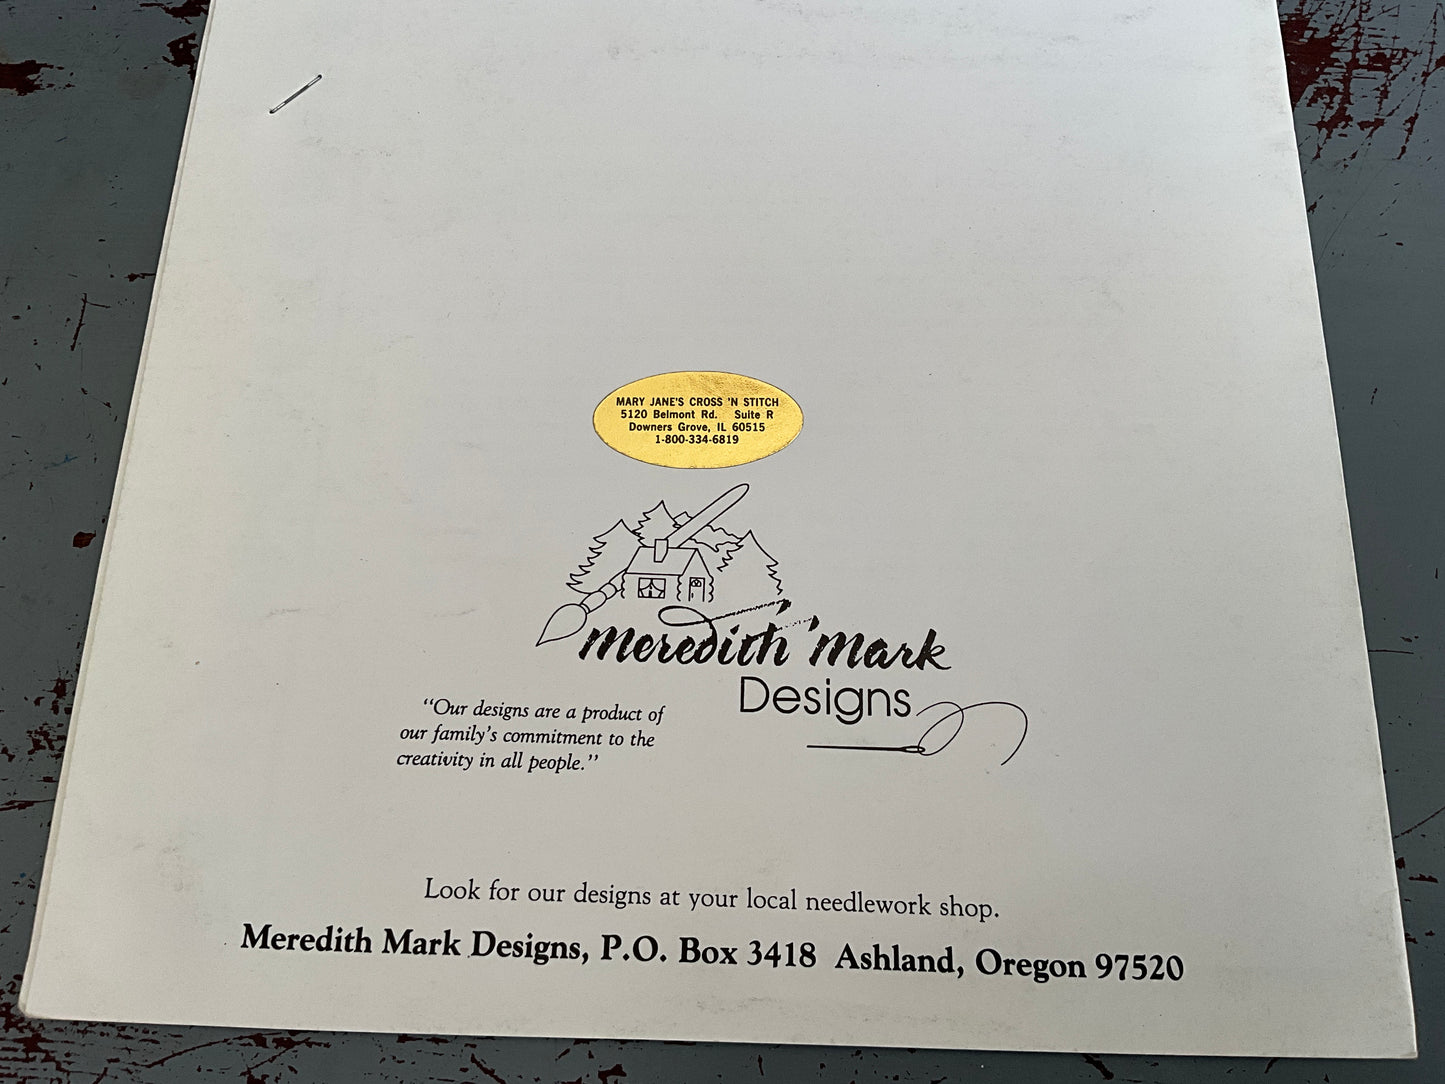 MARY JANE'S CROSS 'N STITCH
5120 Belmont Rd. Suite R
Downers Grove, IL 60515
1-800-334-6819
Meredith Mark
Designs
"Our designs are a product of
our family's commitment to the
creativity in all people."
Look for our designs at your local needlework shop.
Meredith Mark Designs, P.O. Box 3418 Ashland, Oregon 97520